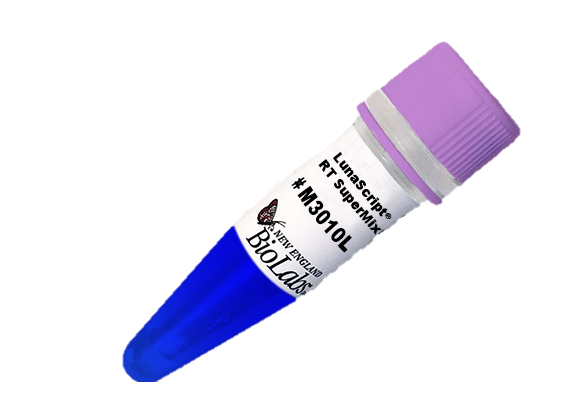 LunaScript®
RT SuperMix
# M3010L
NEW ENGLAND
BioLabs